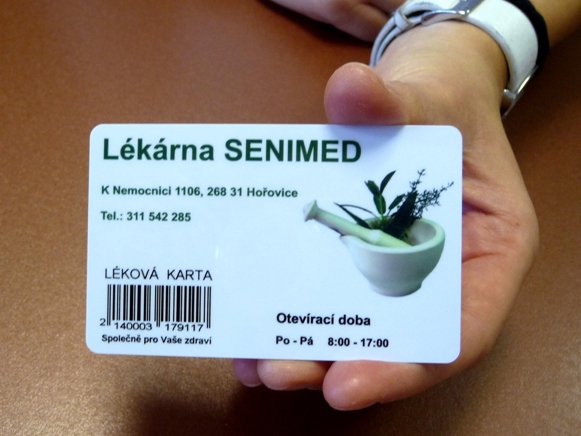 Lékárna SENIMED
K Nemocnici 1106, 268 31 Hořovice
Tel.: 311 542 285
LÉKOVÁ KARTA
2 140003 179117
Společně pro Vaše zdraví
Otevírací doba
Po - Pá 8:00 - 17:00